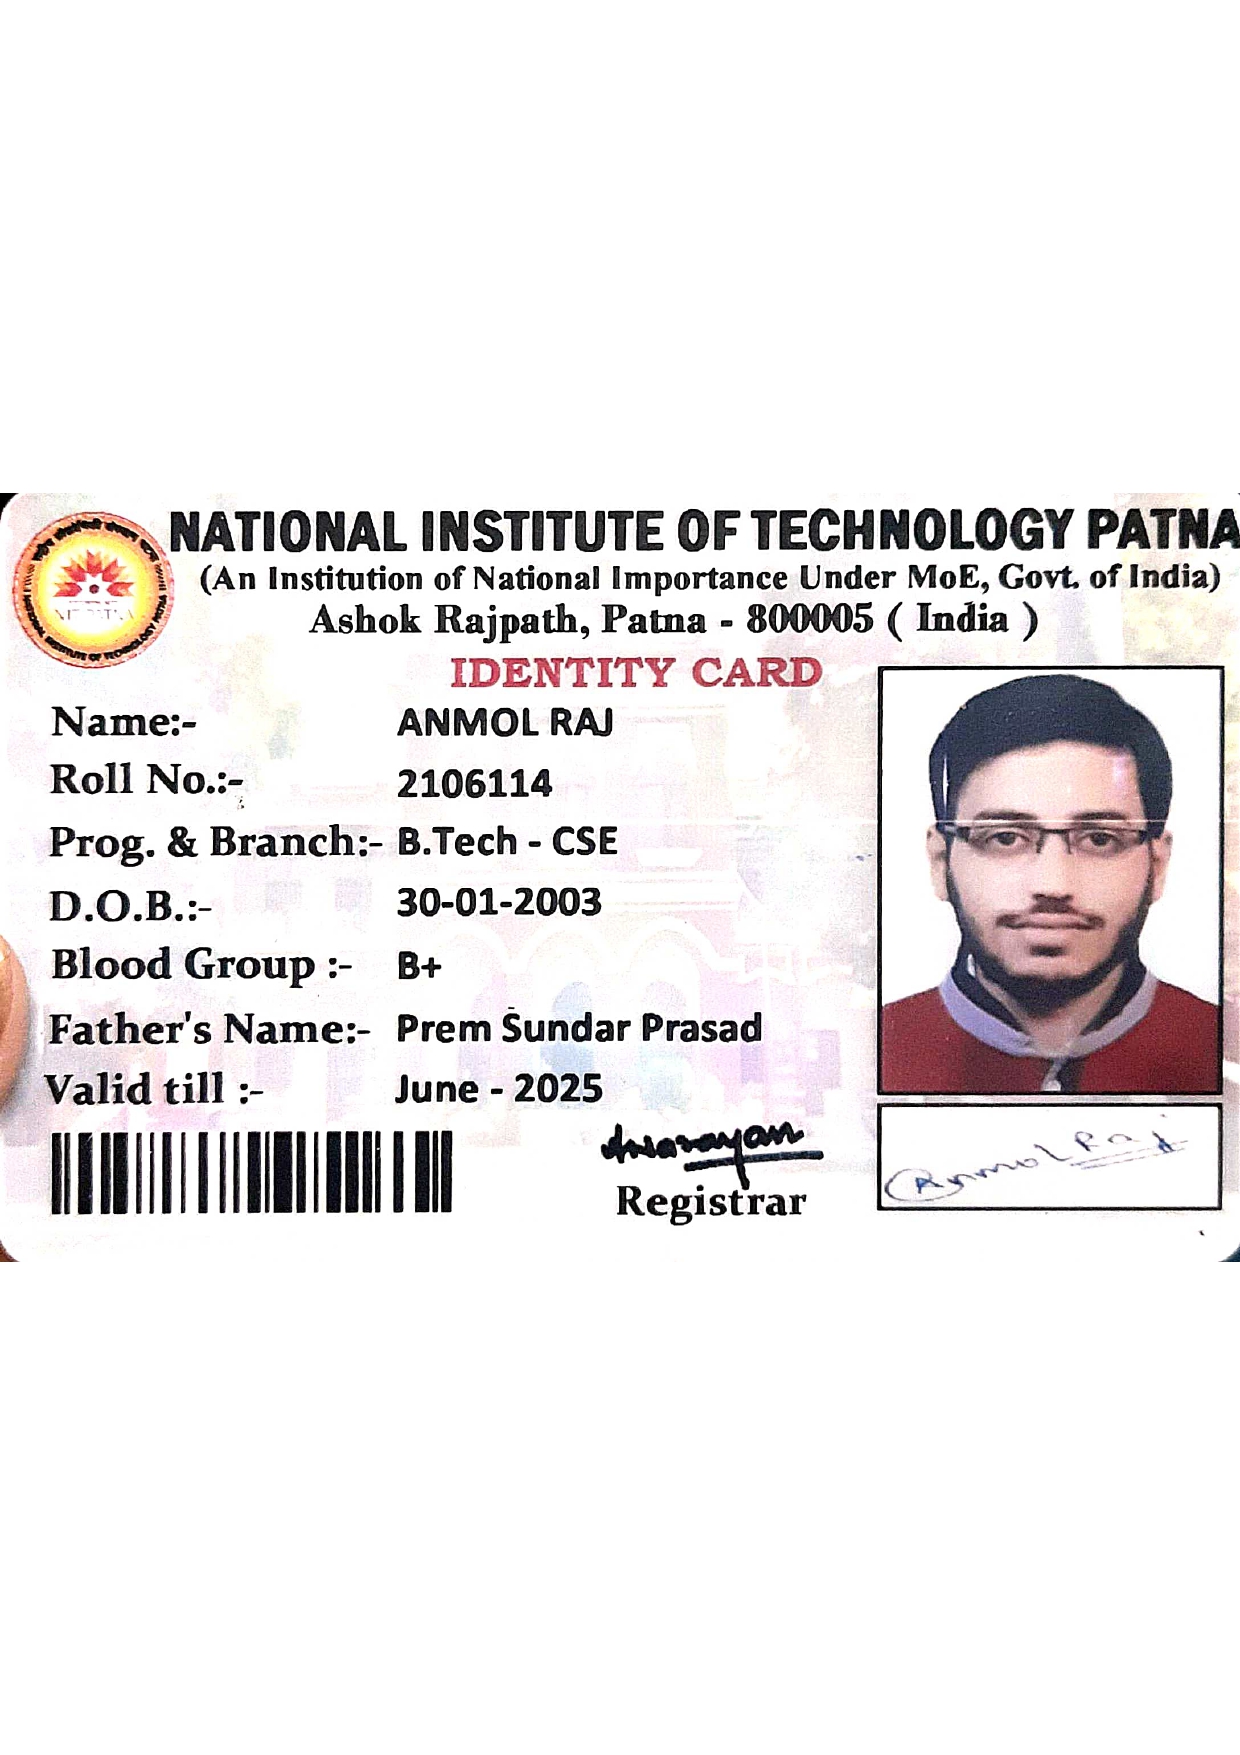 NATIONAL INSTITUTE OF TECHNOLOGY PATNA
(An Institution of National Importance Under MoE, Govt. of India)
Ashok Rajpath, Patna - 800005 ( India )
IDENTITY CARD
Name:- ANMOL RAJ
Roll No.:- 2106114
Prog. & Branch:- B.Tech - CSE
D.O.B.:- 30-01-2003
Blood Group :- B+
Father's Name:- Prem Sundar Prasad
Valid till :- June - 2025
Registrar
Anmol Raj